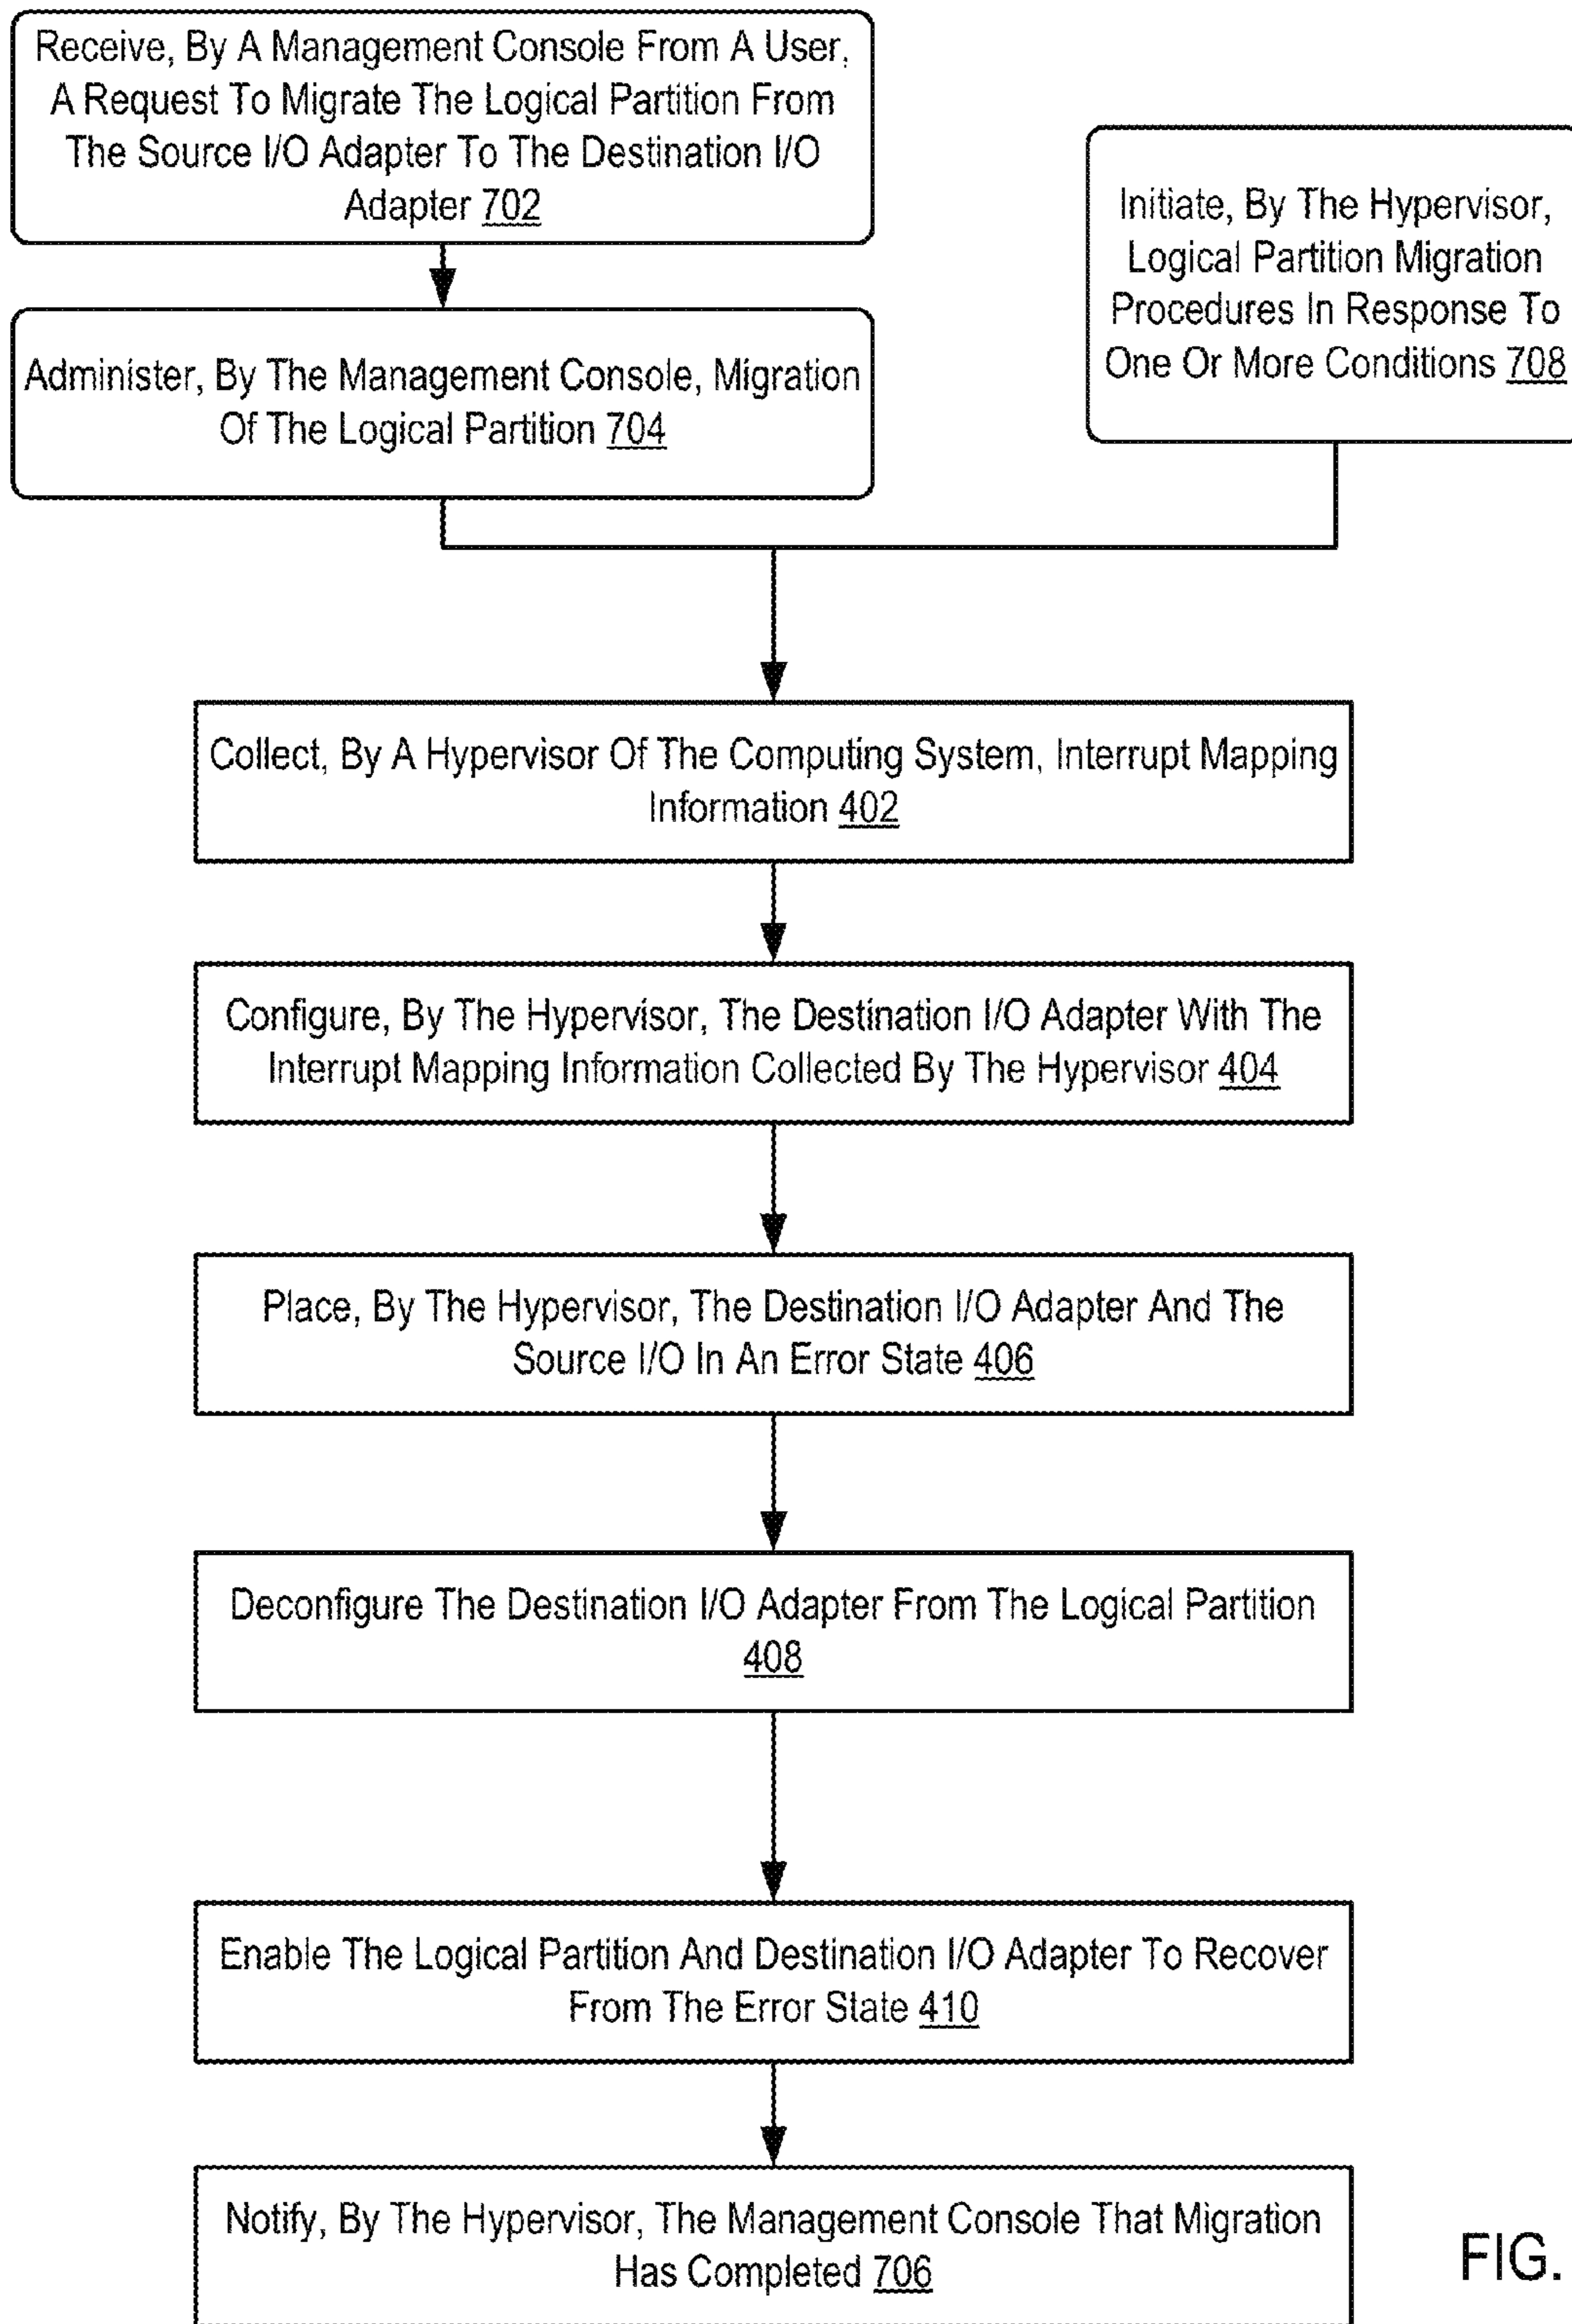 Receive, By A Management Console From A User,
A Request To Migrate The Logical Partition From
The Source I/O Adapter To The Destination I/O
Adapter 702
Initiate, By The Hypervisor,
Logical Partition Migration
Procedures In Response To
One Or More Conditions 708
Administer, By The Management Console, Migration
Of The Logical Partition 704
Collect, By A Hypervisor Of The Computing System, Interrupt Mapping
Information 402
Configure, By The Hypervisor, The Destination I/O Adapter With The
Interrupt Mapping Information Collected By The Hypervisor 404
Place, By The Hypervisor, The Destination I/O Adapter And The
Source I/O In An Error State 406
Deconfigure The Destination I/O Adapter From The Logical Partition
408
Enable The Logical Partition And Destination I/O Adapter To Recover
From The Error State 410
Notify, By The Hypervisor, The Management Console That Migration
Has Completed 706
FIG.